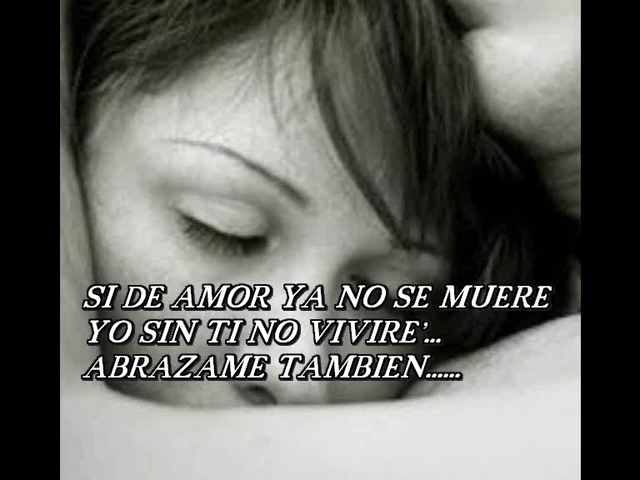 SI DE AMOR YA NO SE MUERE
YO SIN TI NO VIVIRE'...
ABRAZAME TAMBIEN......